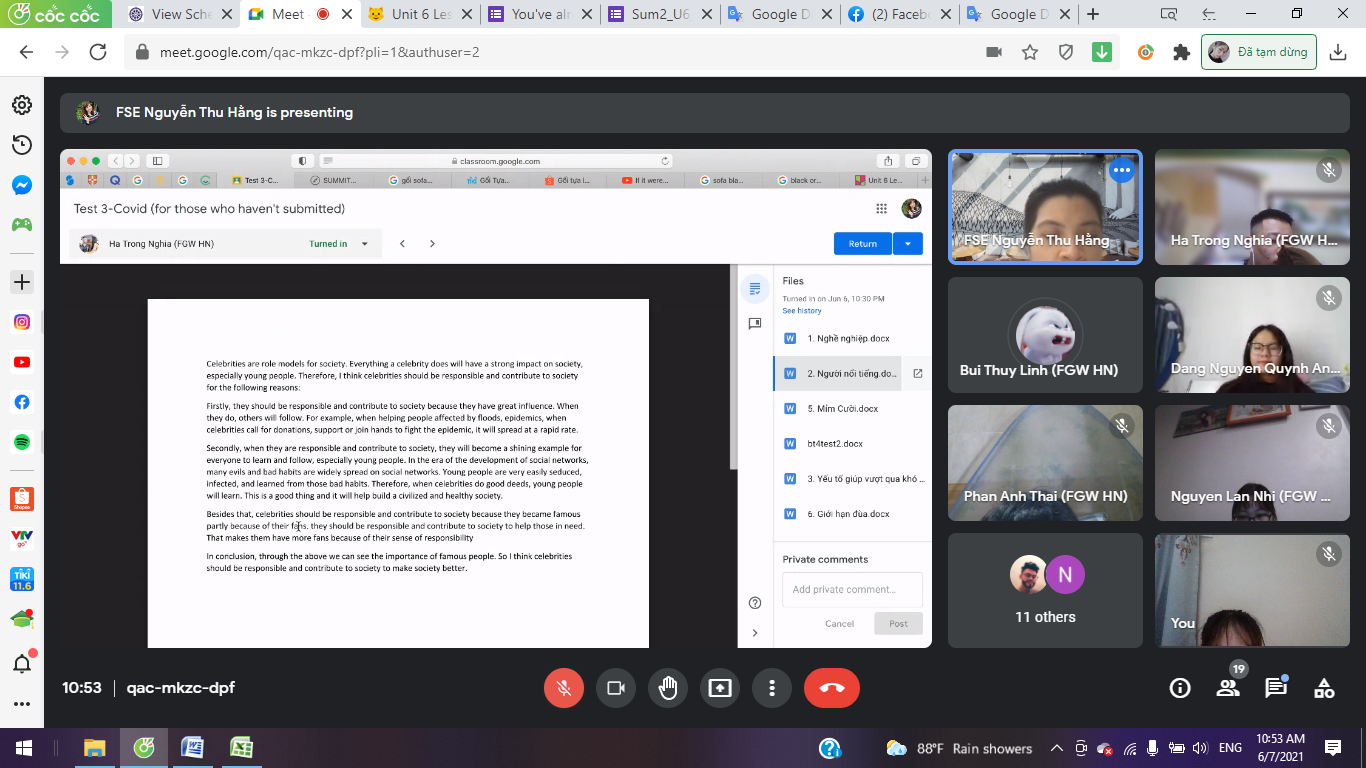 cốc cốc
View Sche
Meet -
Unit 6 Les
You've alr
Sum2_U6
Google D
(2) Facebo
Google D
meet.google.com/qac-mkzc-dpf?pli=1&authuser=2
Đã tạm dừng
FSE Nguyễn Thu Hằng is presenting
classroom.google.com
Test 3-C...
SUMMIT...
gối sofa...
Gối Tựa...
Gối tựa l...
If it were...
sofa bla...
black or...
Unit 6 Le...
Test 3-Covid (for those who haven't submitted)
Ha Trong Nghia (FGW HN)
Turned in
Return
Celebrities are role models for society. Everything a celebrity does will have a strong impact on society,
especially young people. Therefore, I think celebrities should be responsible and contribute to society
for the following reasons:
Firstly, they should be responsible and contribute to society because they have great influence. When
they do, others will follow. For example, when helping people affected by floods, epidemics, when
celebrities call for donations, support or join hands to fight the epidemic, it will spread at a rapid rate.
Secondly, when they are responsible and contribute to society, they will become a shining example for
everyone to learn and follow, especially young people. In the era of the development of social networks,
many evils and bad habits are widely spread on social networks. Young people are very easily seduced,
infected, and learned from those bad habits. Therefore, when celebrities do good deeds, young people
will learn. This is a good thing and it will help build a civilized and healthy society.
Besides that, celebrities should be responsible and contribute to society because they became famous
partly because of their fans. they should be responsible and contribute to society to help those in need.
That makes them have more fans because of their sense of responsibility
In conclusion, through the above we can see the importance of famous people. So I think celebrities
should be responsible and contribute to society to make society better.
Files
Turned in on Jun 6, 10:30 PM
See history
1. Nghề nghiệp.docx
2. Người nổi tiếng.do...
5. Mỉm Cười.docx
bt4test2.docx
3. Yếu tố giúp vượt qua khó ...
6. Giới hạn đùa.docx
Private comments
Add private comment...
Cancel
Post
FSE Nguyễn Thu Hằng
Ha Trong Nghia (FGW H...
Bui Thuy Linh (FGW HN)
Dang Nguyen Quynh An...
Phan Anh Thai (FGW HN)
Nguyen Lan Nhi (FGW ...
N
11 others
You
Shopee
VTV
go
TIKI
11.6
10:53
qac-mkzc-dpf
19
88°F Rain showers
ENG
10:53 AM
6/7/2021